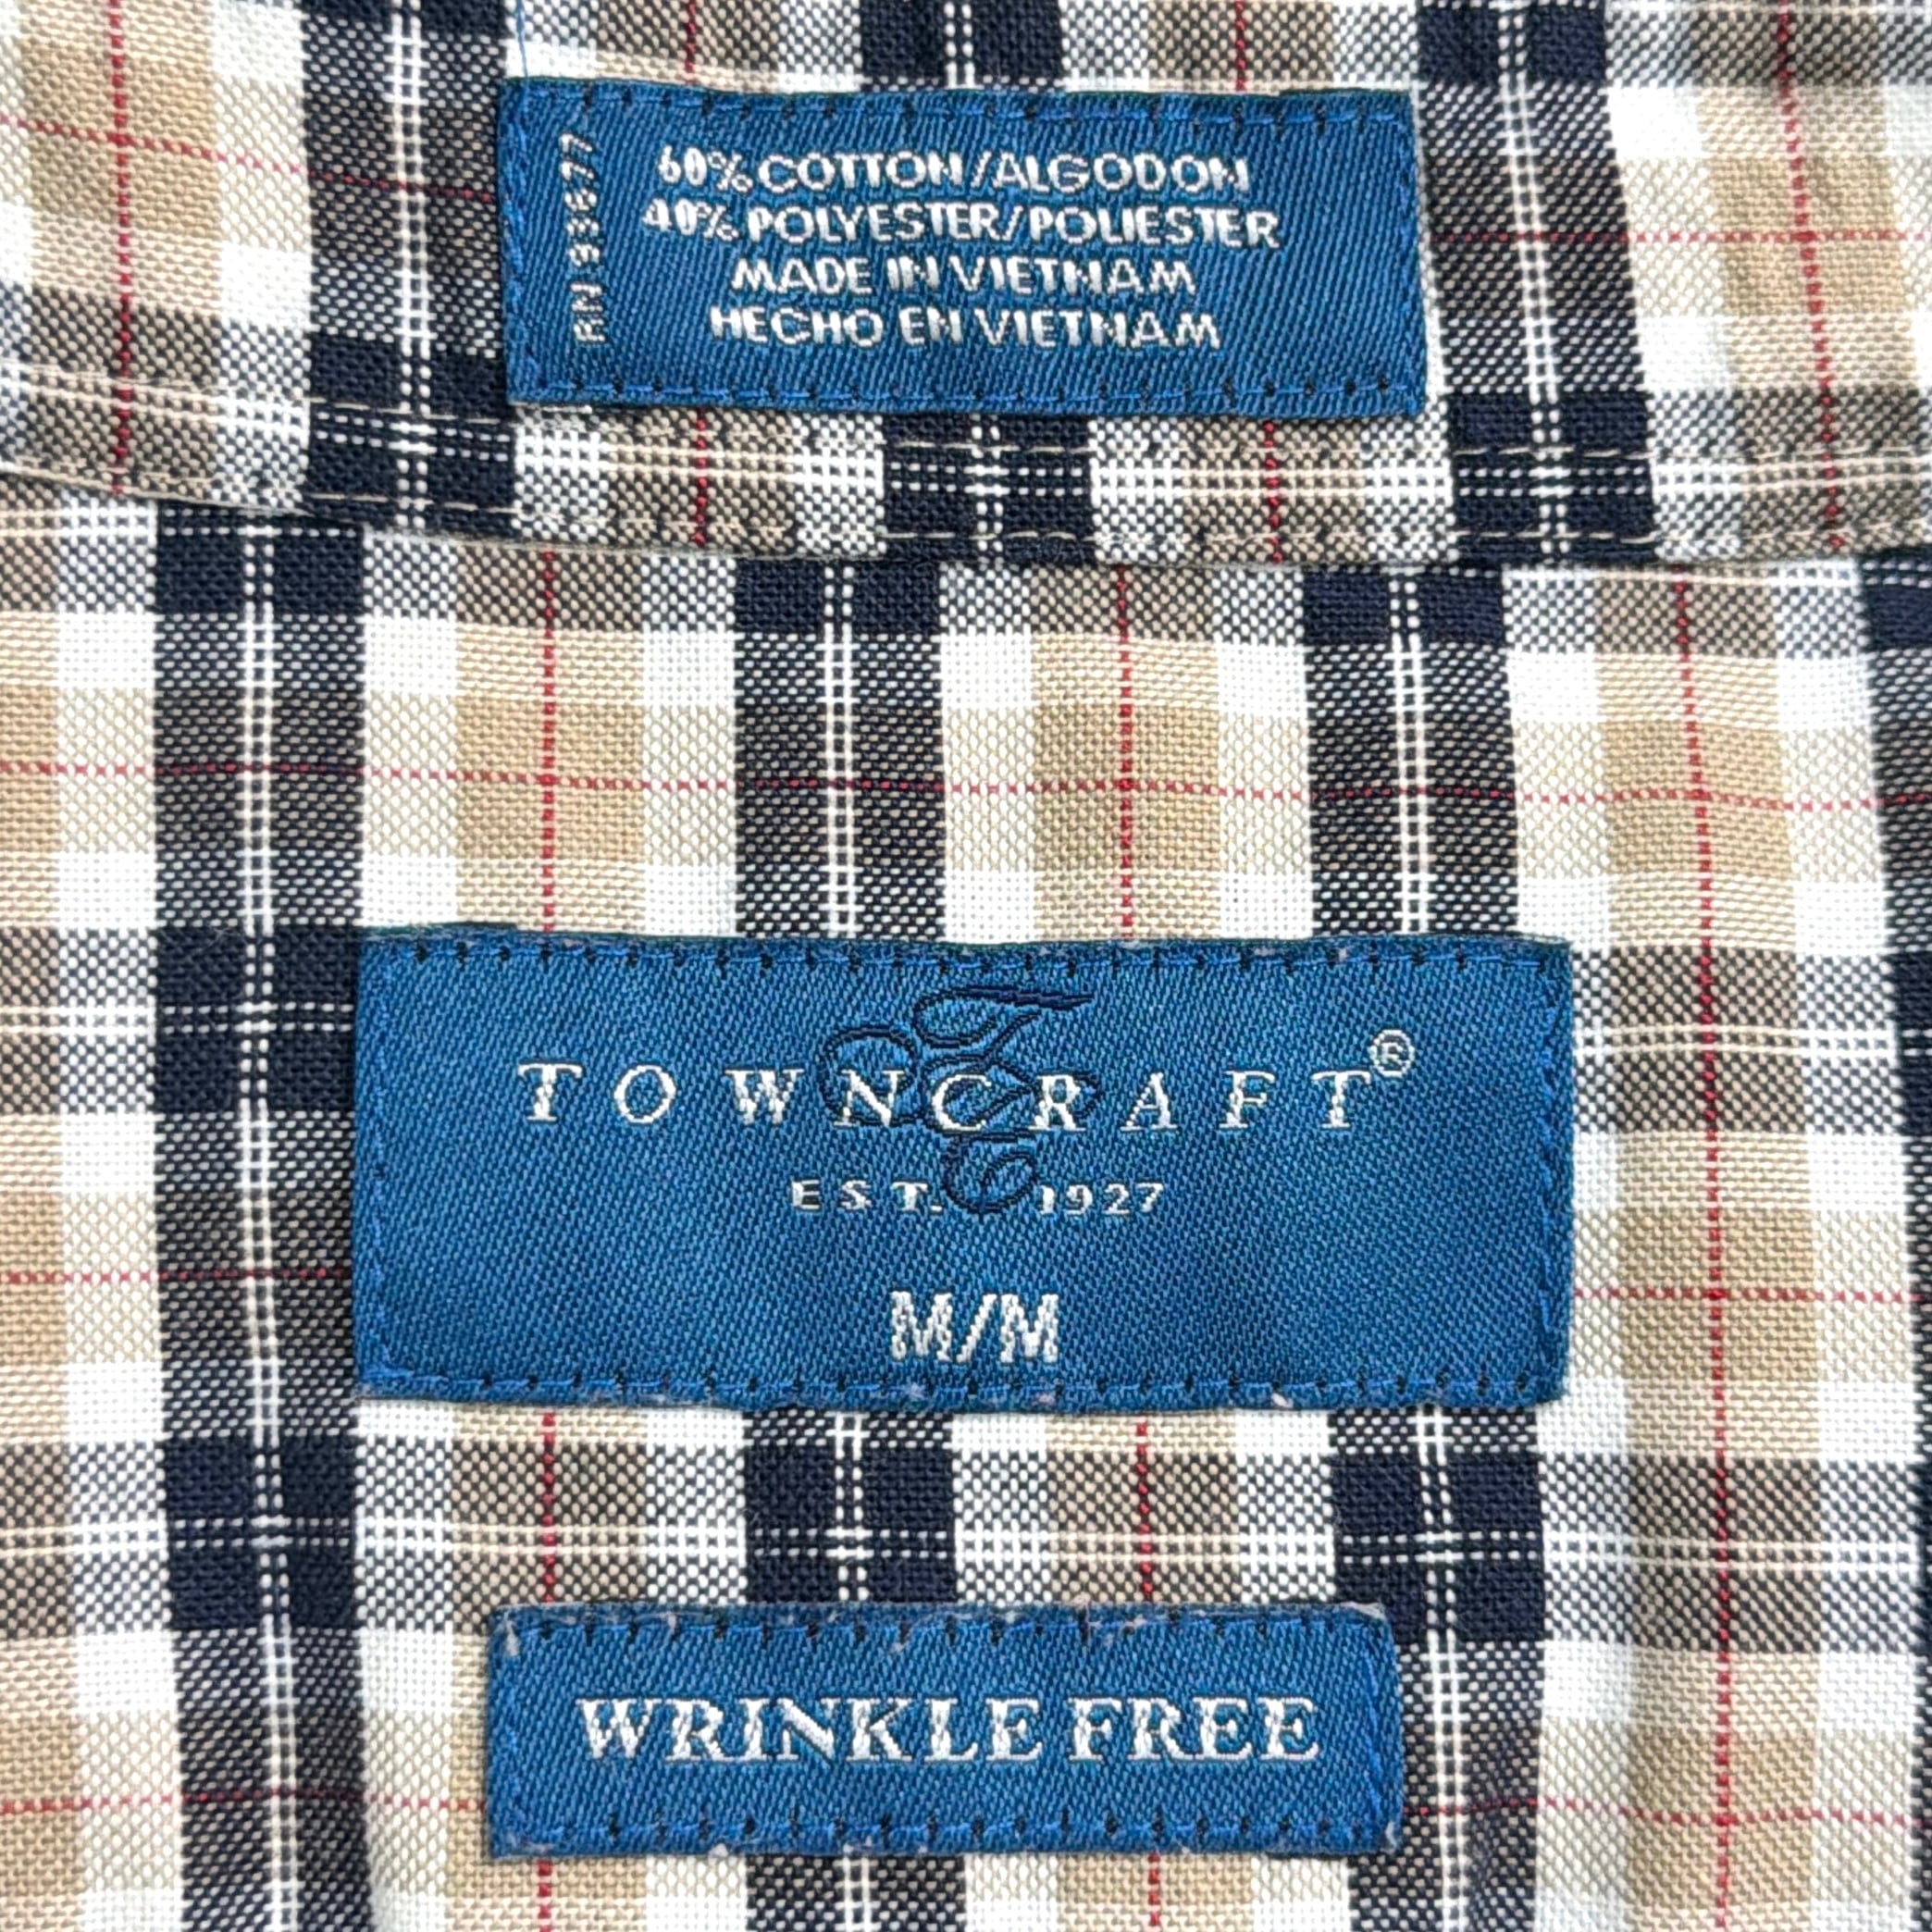 RN 93677
60% COTTON/ALGODON
40% POLYESTER/POLIESTER
MADE IN VIETNAM
HECHO EN VIETNAM
TOWNCRAFT®
EST. 1927
M/M
WRINKLE FREE